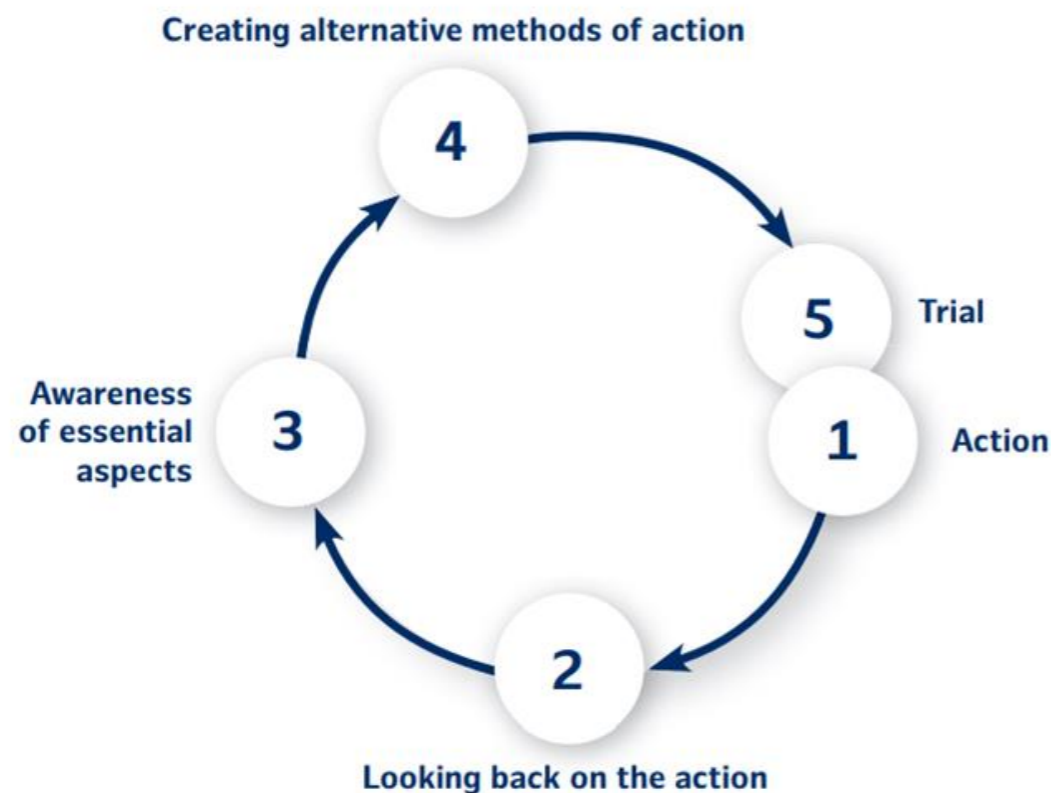 Creating alternative methods of action
4
5
Trial
Awareness
of essential
aspects
3
1
Action
2
Looking back on the action